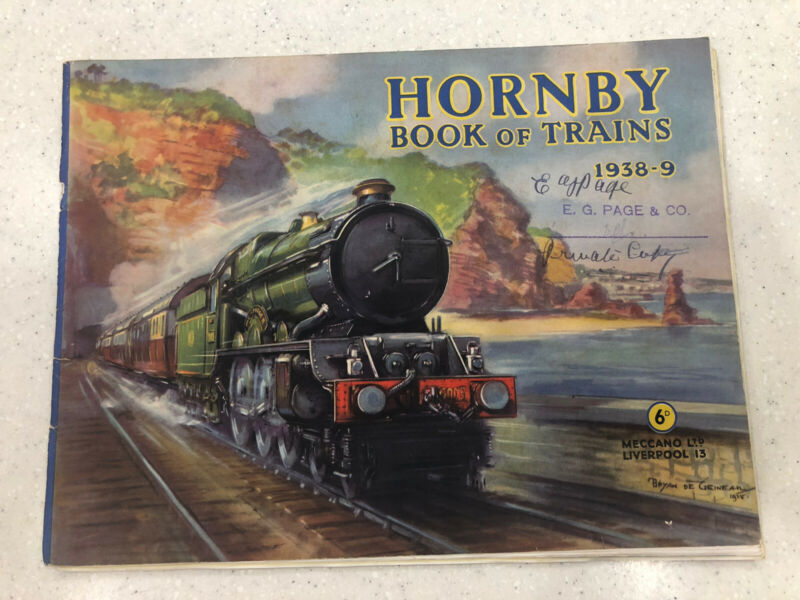 HORNBY
BOOK OF TRAINS
1938-9
E G Page
E. G. PAGE & CO.
Private Copy
6D
MECCANO LTD
LIVERPOOL 13
BRYAN DE GRINEAU
1938